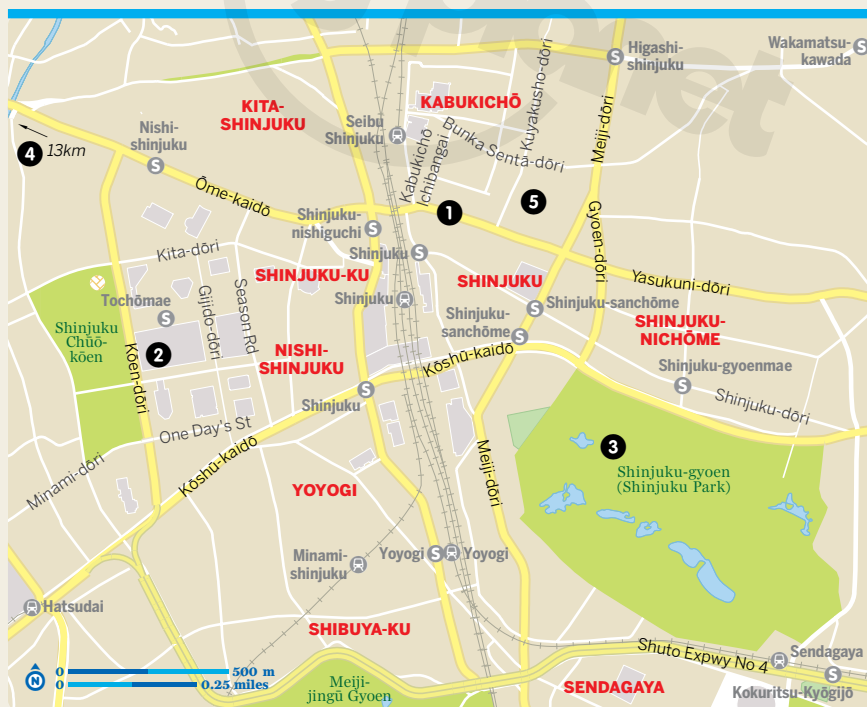 planet
Higashi-
shinjuku
Wakamatsu-
kawada
KITA-
SHINJUKU
KABUKICHŌ
Seibu
Shinjuku
Kabukichō
Ichibangai
Bunka Sentā-dōri
Kuyakusho-dōri
Meiji-dōri
Nishi-
shinjuku
4 13km
Ōme-kaidō
1
5
Gyoen-dōri
Shinjuku-
nishiguchi
Shinjuku
Kita-dōri
SHINJUKU-KU
SHINJUKU
Yasukuni-dōri
Tochōmae
Gijido-dōri
Season Rd
Shinjuku
Shinjuku-sanchōme
Shinjuku-
sanchōme
SHINJUKU-
NICHŌME
Shinjuku
Chūō-
kōen
2
Kōen-dōri
NISHI-
SHINJUKU
Kōshū-kaidō
Shinjuku-gyoenmae
Shinjuku-dōri
Shinjuku
One Day's St
Minami-dōri
Kōshū-kaidō
Meiji-dōri
3
Shinjuku-gyoen
(Shinjuku Park)
YOYOGI
Minami-
shinjuku
Yoyogi
Yoyogi
Hatsudai
SHIBUYA-KU
Shuto Expwy No 4
Sendagaya
N
0 500 m
0 0.25 miles
Meiji-
jingū Gyoen
SENDAGAYA
Kokuritsu-Kyōgijō